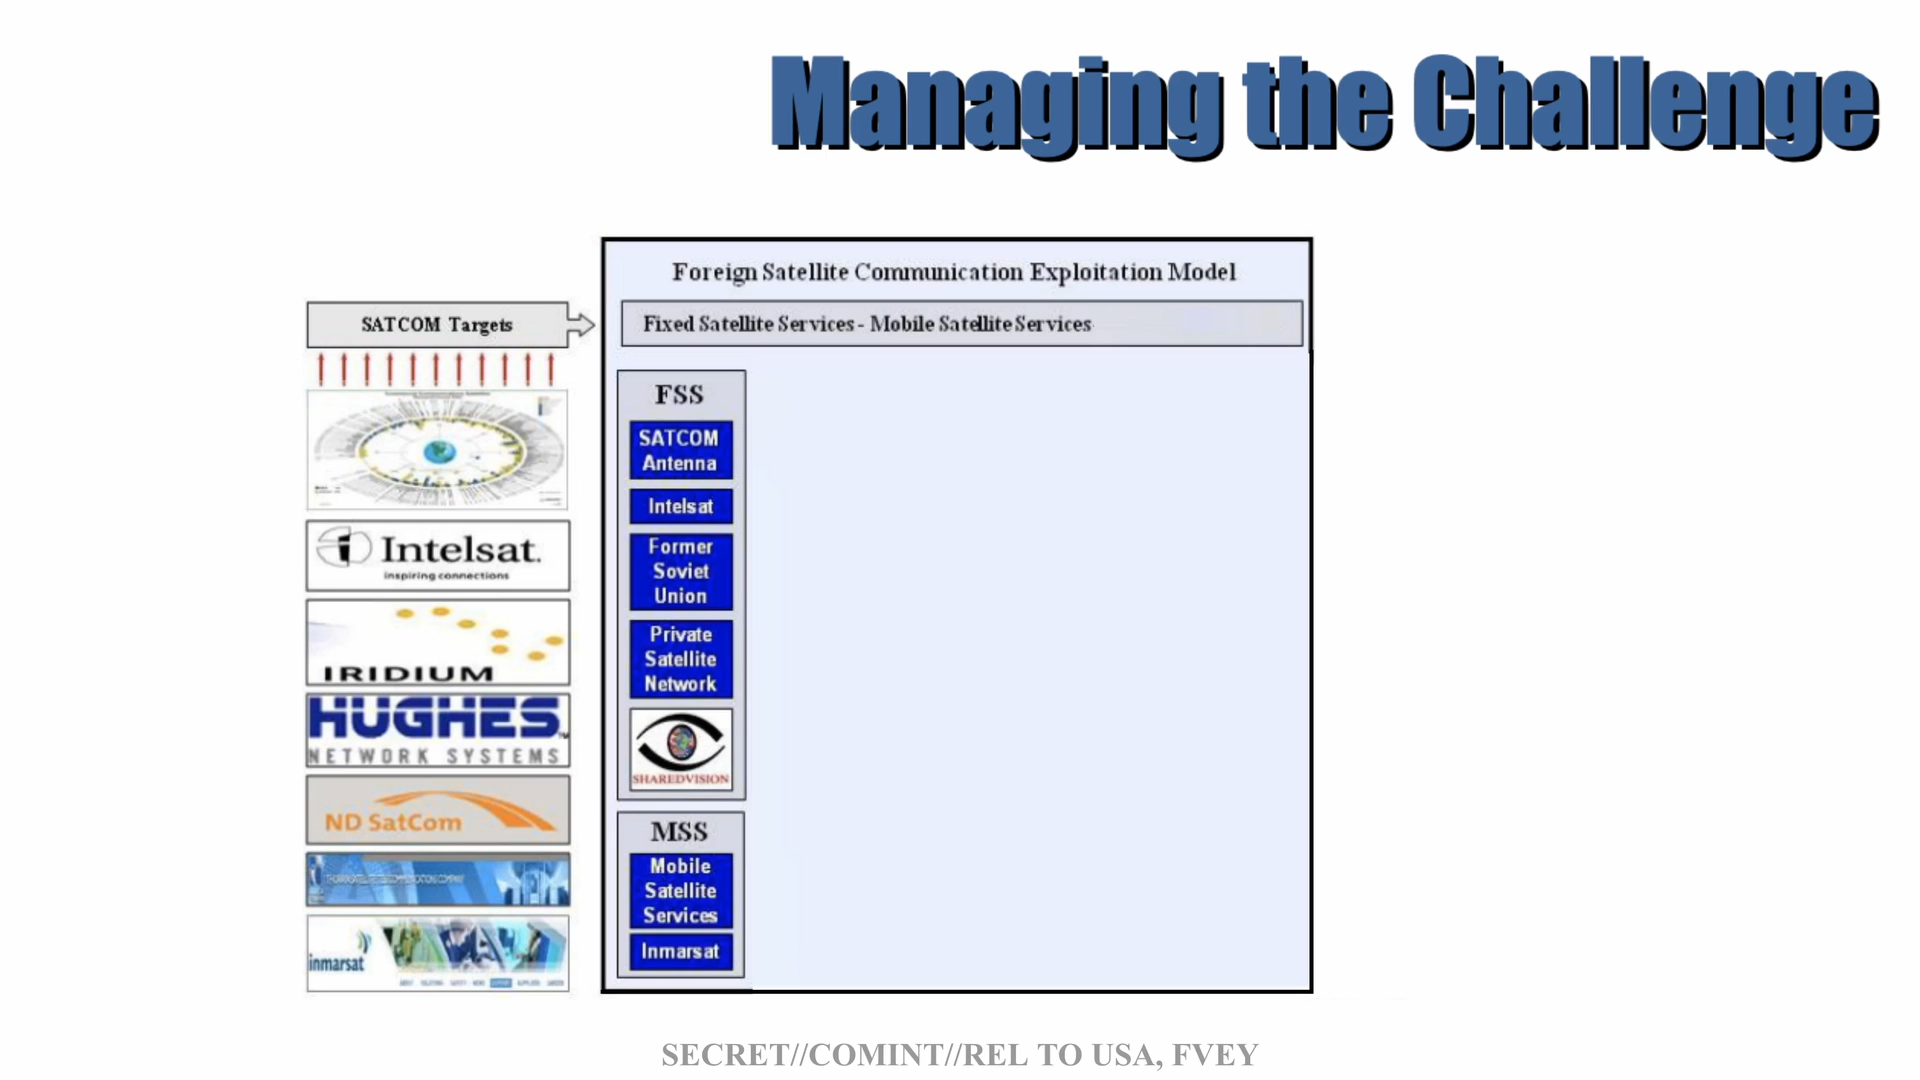 Managing the Challenge
Foreign Satellite Communication Exploitation Model
SATCOM Targets
Fixed Satellite Services - Mobile Satellite Services
FSS
SATCOM
Antenna
Intelsat
Former
Soviet
Union
Private
Satellite
Network
SHAREDVISION
MSS
Mobile
Satellite
Services
Inmarsat
Intelsat.
inspiring connections
IRIDIUM
HUGHES
NETWORK SYSTEMS
ND SatCom
inmarsat
SECRET//COMINT//REL TO USA, FVEY